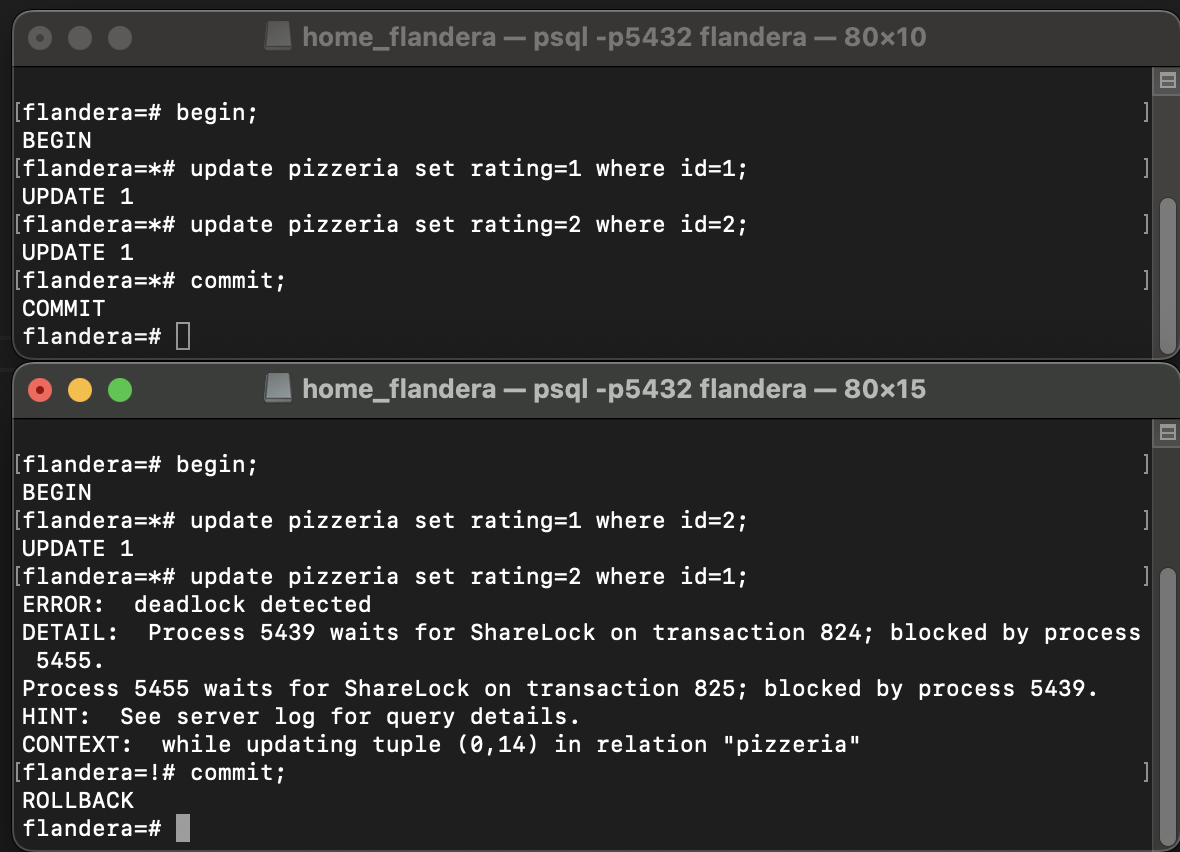 home_flandera — psql -p5432 flandera — 80×10
[flandera=# begin; ]
BEGIN
[flandera=*# update pizzeria set rating=1 where id=1; ]
UPDATE 1
[flandera=*# update pizzeria set rating=2 where id=2; ]
UPDATE 1
[flandera=*# commit; ]
COMMIT
flandera=#
home_flandera — psql -p5432 flandera — 80×15
[flandera=# begin; ]
BEGIN
[flandera=*# update pizzeria set rating=1 where id=2; ]
UPDATE 1
[flandera=*# update pizzeria set rating=2 where id=1; ]
ERROR:  deadlock detected
DETAIL:  Process 5439 waits for ShareLock on transaction 824; blocked by process
 5455.
Process 5455 waits for ShareLock on transaction 825; blocked by process 5439.
HINT:  See server log for query details.
CONTEXT:  while updating tuple (0,14) in relation "pizzeria"
[flandera=!# commit; ]
ROLLBACK
flandera=#